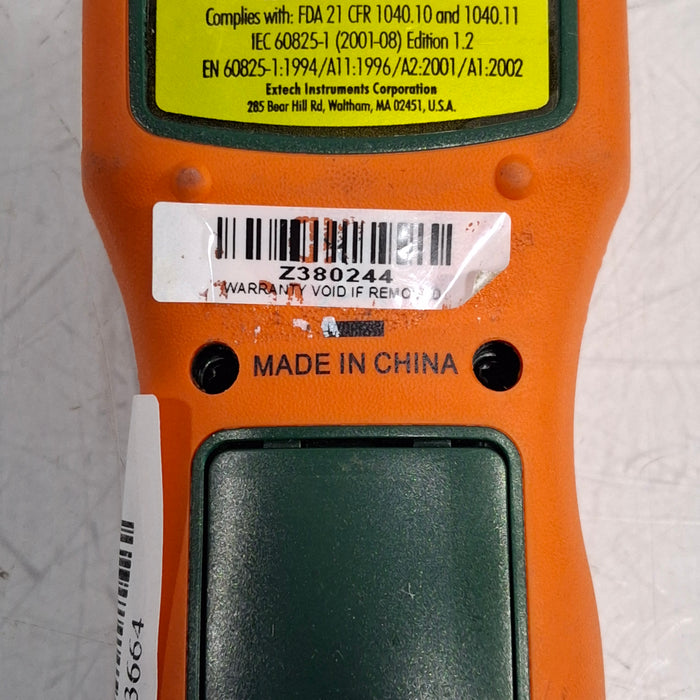 Complies with: FDA 21 CFR 1040.10 and 1040.11
IEC 60825-1 (2001-08) Edition 1.2
EN 60825-1:1994/A11:1996/A2:2001/A1:2002
Extech Instruments Corporation
285 Bear Hill Rd, Waltham, MA 02451, U.S.A.
Z380244
WARRANTY VOID IF REMOVED
MADE IN CHINA
3664